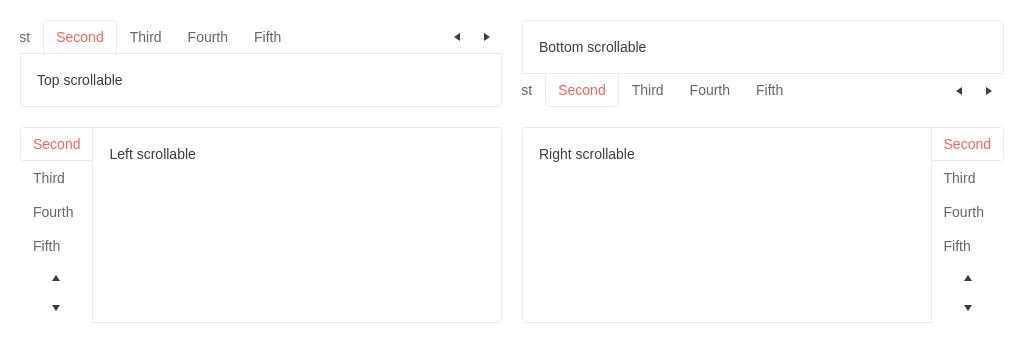 st Second Third Fourth Fifth
Top scrollable
Bottom scrollable
st Second Third Fourth Fifth
Second
Third
Fourth
Fifth
Left scrollable
Right scrollable
Second
Third
Fourth
Fifth